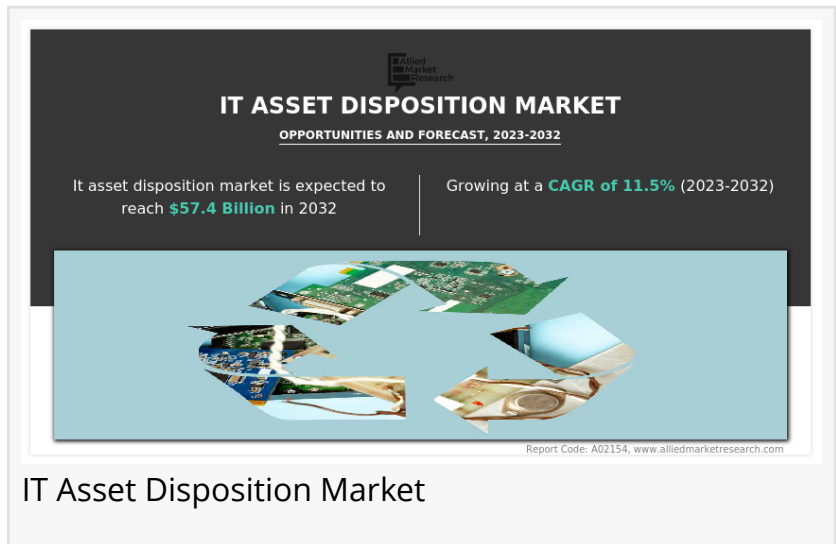 Allied
Market
Research
IT ASSET DISPOSITION MARKET
OPPORTUNITIES AND FORECAST, 2023-2032
It asset disposition market is expected to
reach $57.4 Billion in 2032
Growing at a CAGR of 11.5% (2023-2032)
Report Code: A02154, www.alliedmarketresearch.com
IT Asset Disposition Market